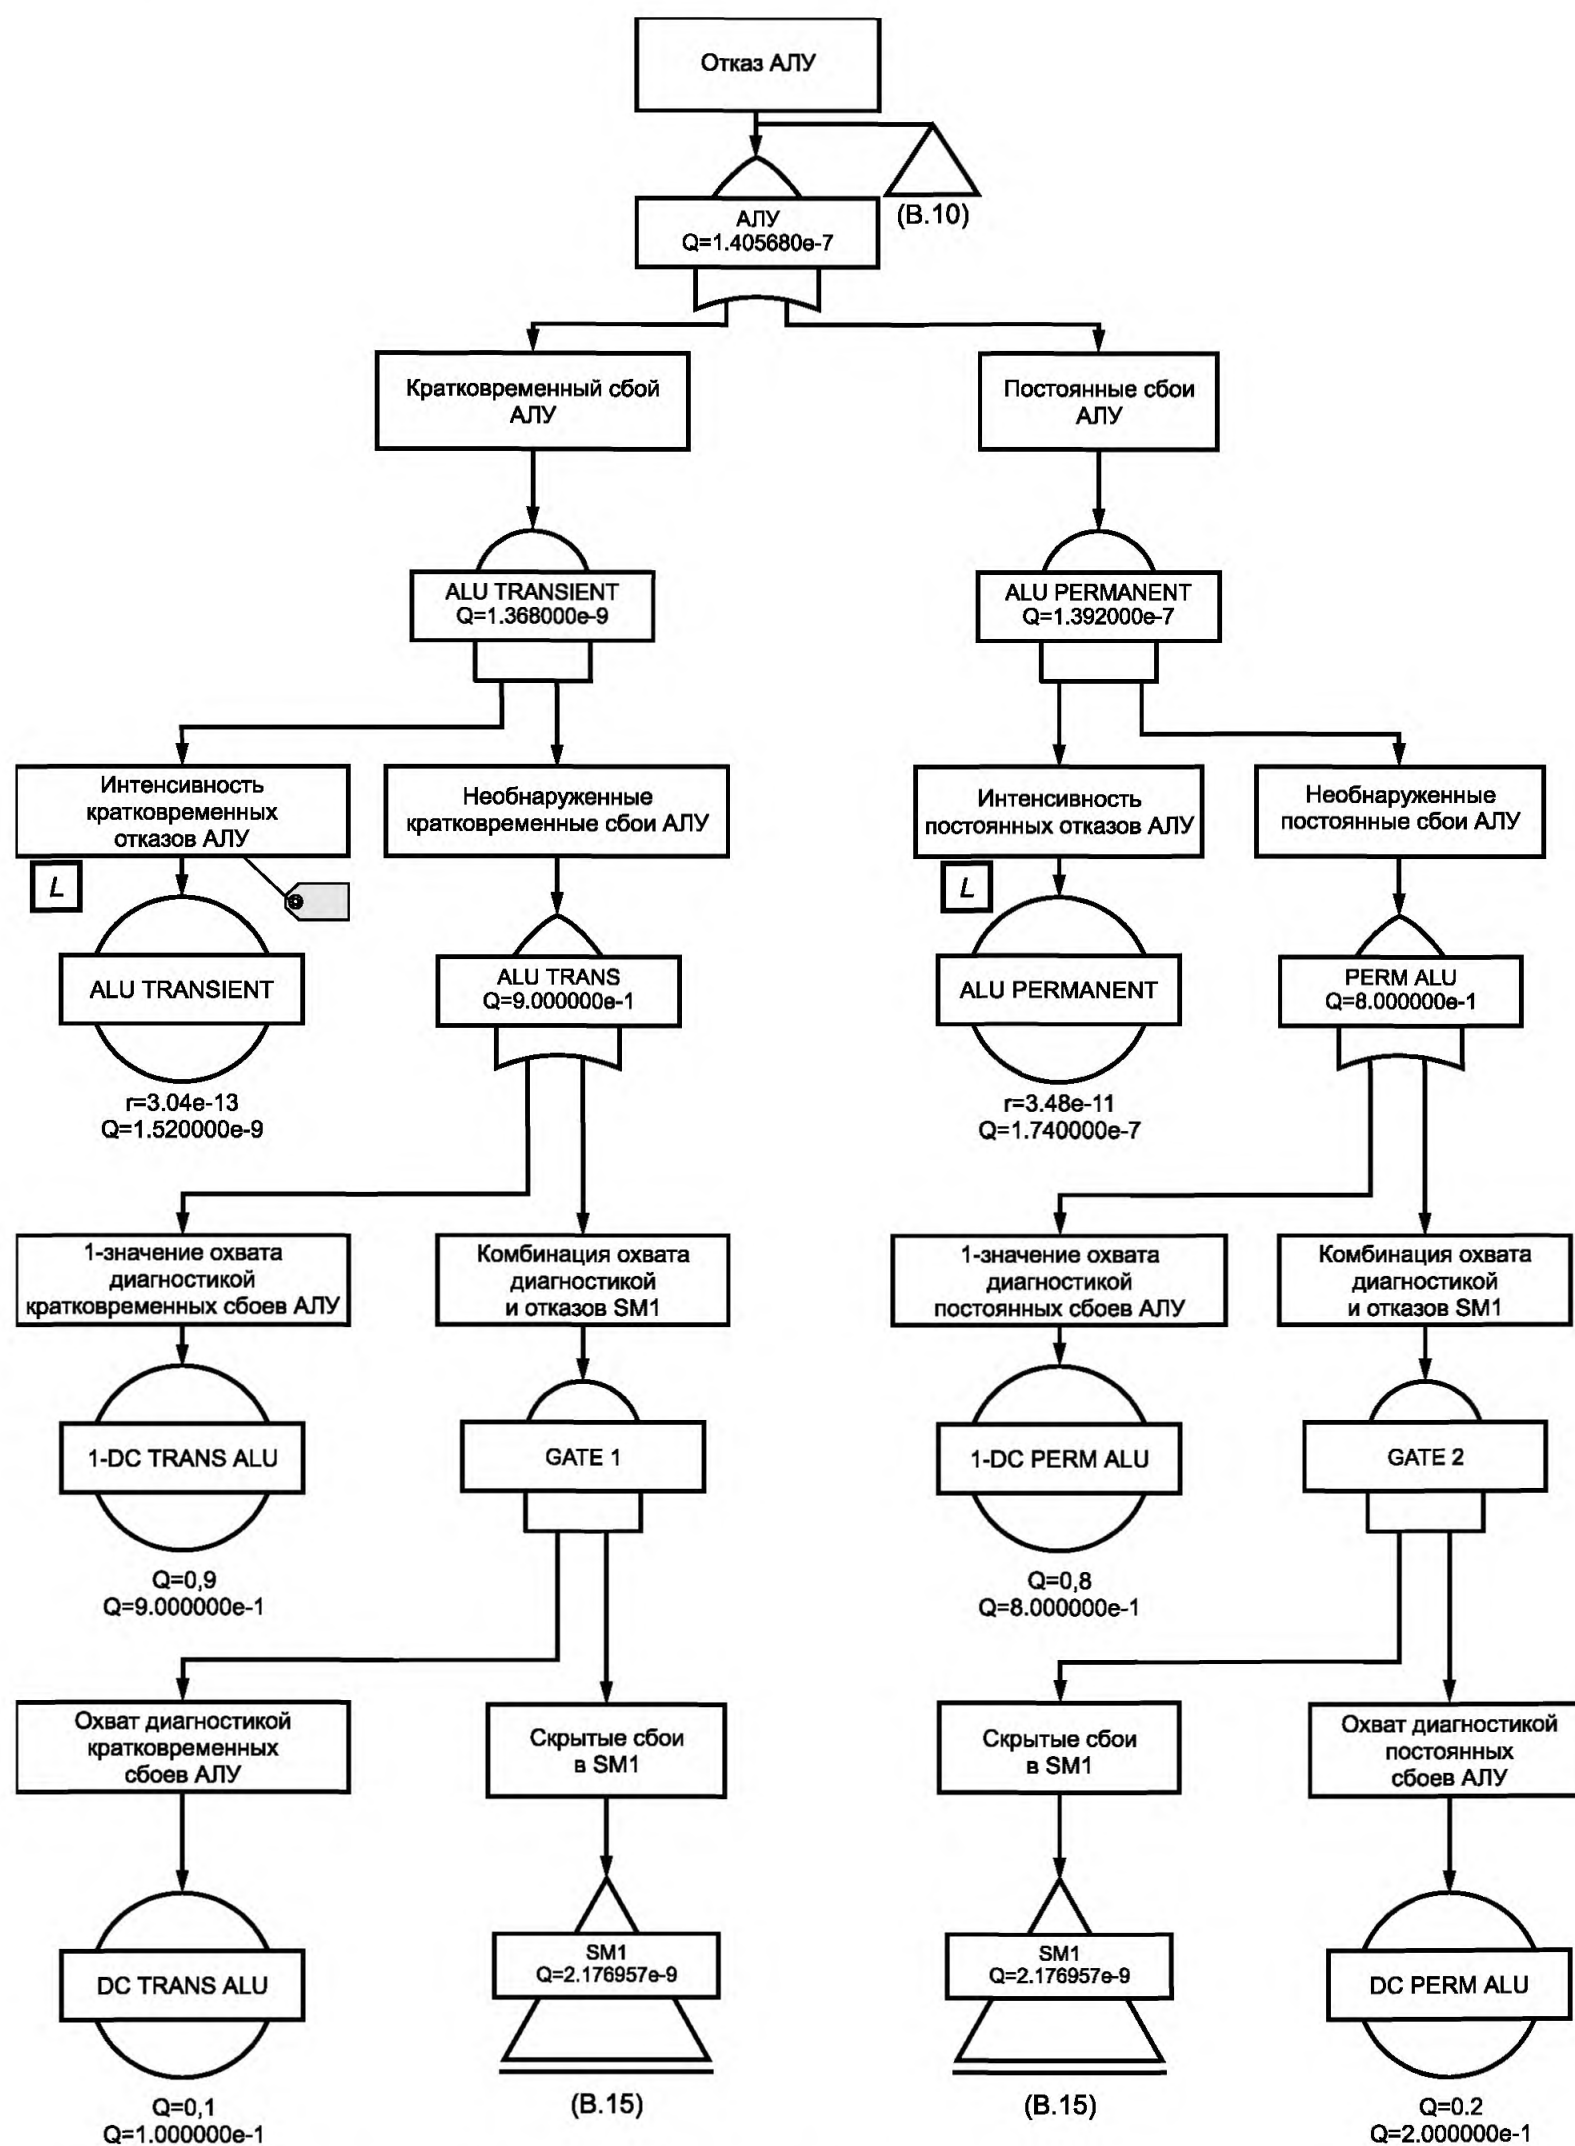 Отказ АЛУ
(В.10)
АЛУ
Q=1.405680e-7
Кратковременный сбой
АЛУ
Постоянные сбои
АЛУ
ALU TRANSIENT
Q=1.368000e-9
ALU PERMANENT
Q=1.392000e-7
Интенсивность
кратковременных
отказов АЛУ
Необнаруженные
кратковременные сбои АЛУ
Интенсивность
постоянных отказов АЛУ
Необнаруженные
постоянные сбои АЛУ
L
L
ALU TRANSIENT
r=3.04e-13
Q=1.520000e-9
ALU TRANS
Q=9.000000e-1
ALU PERMANENT
r=3.48e-11
Q=1.740000e-7
PERM ALU
Q=8.000000e-1
1-значение охвата
диагностикой
кратковременных сбоев АЛУ
Комбинация охвата
диагностикой
и отказов SM1
1-значение охвата
диагностикой
постоянных сбоев АЛУ
Комбинация охвата
диагностикой
и отказов SM1
1-DC TRANS ALU
Q=0,9
Q=9.000000e-1
GATE 1
1-DC PERM ALU
Q=0,8
Q=8.000000e-1
GATE 2
Охват диагностикой
кратковременных
сбоев АЛУ
Скрытые сбои
в SM1
Скрытые сбои
в SM1
Охват диагностикой
постоянных
сбоев АЛУ
DC TRANS ALU
Q=0,1
Q=1.000000e-1
SM1
Q=2.176957e-9
(В.15)
SM1
Q=2.176957e-9
(В.15)
DC PERM ALU
Q=0.2
Q=2.000000e-1